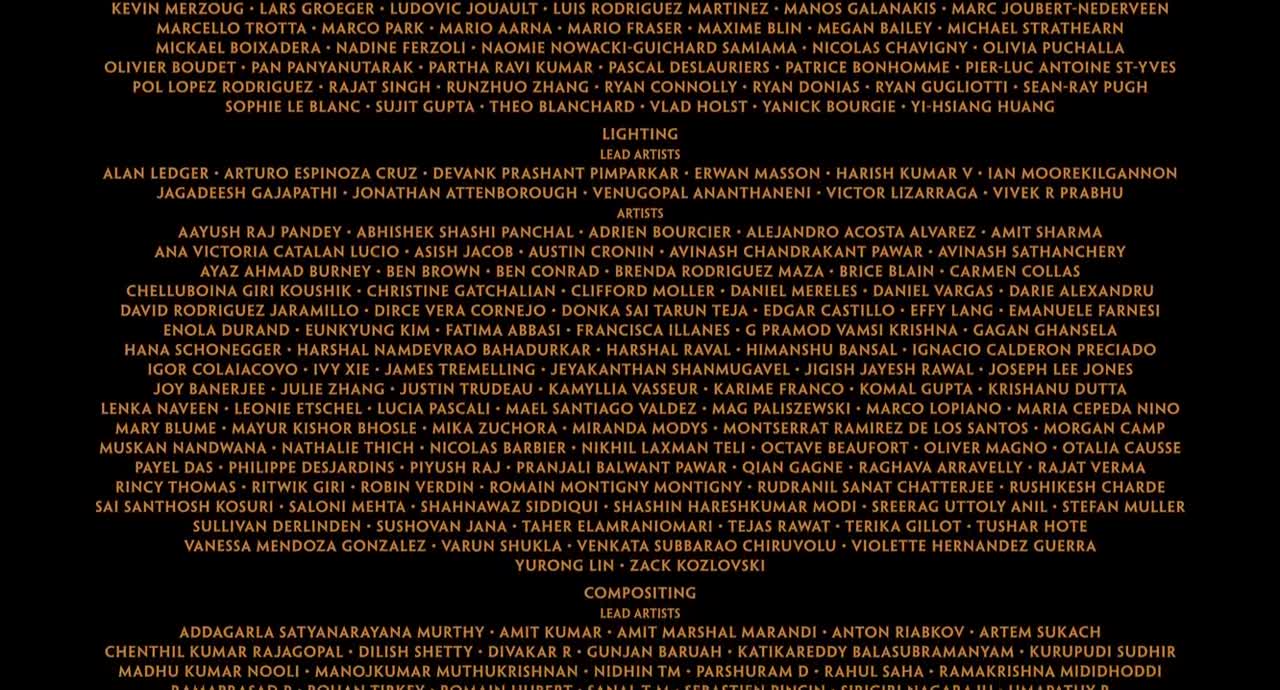 KEVIN MERZOUG • LARS GROEGER • LUDOVIC JOUAULT • LUIS RODRIGUEZ MARTINEZ • MANOS GALANAKIS • MARC JOUBERT-NEDERVEEN
MARCELLO TROTTA • MARCO PARK • MARIO AARNA • MARIO FRASER • MAXIME BLIN • MEGAN BAILEY • MICHAEL STRATHEARN
MICKAEL BOIXADERA • NADINE FERZOLI • NAOMIE NOWACKI-GUICHARD SAMIAMA • NICOLAS CHAVIGNY • OLIVIA PUCHALLA
OLIVIER BOUDET • PAN PANYANUTARAK • PARTHA RAVI KUMAR • PASCAL DESLAURIERS • PATRICE BONHOMME • PIER-LUC ANTOINE ST-YVES
POL LOPEZ RODRIGUEZ • RAJAT SINGH • RUNZHUO ZHANG • RYAN CONNOLLY • RYAN DONIAS • RYAN GUGLIOTTI • SEAN-RAY PUGH
SOPHIE LE BLANC • SUJIT GUPTA • THEO BLANCHARD • VLAD HOLST • YANICK BOURGIE • YI-HSIANG HUANG
LIGHTING
LEAD ARTISTS
ALAN LEDGER • ARTURO ESPINOZA CRUZ • DEVANK PRASHANT PIMPARKAR • ERWAN MASSON • HARISH KUMAR V • IAN MOOREKILGANNON
JAGADEESH GAJAPATHI • JONATHAN ATTENBOROUGH • VENUGOPAL ANANTHANENI • VICTOR LIZARRAGA • VIVEK R PRABHU
ARTISTS
AAYUSH RAJ PANDEY • ABHISHEK SHASHI PANCHAL • ADRIEN BOURCIER • ALEJANDRO ACOSTA ALVAREZ • AMIT SHARMA
ANA VICTORIA CATALAN LUCIO • ASISH JACOB • AUSTIN CRONIN • AVINASH CHANDRAKANT PAWAR • AVINASH SATHANCHERY
AYAZ AHMAD BURNEY • BEN BROWN • BEN CONRAD • BRENDA RODRIGUEZ MAZA • BRICE BLAIN • CARMEN COLLAS
CHELLUBOINA GIRI KOUSHIK • CHRISTINE GATCHALIAN • CLIFFORD MOLLER • DANIEL MERELES • DANIEL VARGAS • DARIE ALEXANDRU
DAVID RODRIGUEZ JARAMILLO • DIRCE VERA CORNEJO • DONKA SAI TARUN TEJA • EDGAR CASTILLO • EFFY LANG • EMANUELE FARNESI
ENOLA DURAND • EUNKYUNG KIM • FATIMA ABBASI • FRANCISCA ILLANES • G PRAMOD VAMSI KRISHNA • GAGAN GHANSELA
HANA SCHONEGGER • HARSHAL NAMDEVRAO BAHADURKAR • HARSHAL RAVAL • HIMANSHU BANSAL • IGNACIO CALDERON PRECIADO
IGOR COLAIACOVO • IVY XIE • JAMES TREMELLING • JEYAKANTHAN SHANMUGAVEL • JIGISH JAYESH RAWAL • JOSEPH LEE JONES
JOY BANERJEE • JULIE ZHANG • JUSTIN TRUDEAU • KAMYLLIA VASSEUR • KARIME FRANCO • KOMAL GUPTA • KRISHANU DUTTA
LENKA NAVEEN • LEONIE ETSCHEL • LUCIA PASCALI • MAEL SANTIAGO VALDEZ • MAG PALISZEWSKI • MARCO LOPIANO • MARIA CEPEDA NINO
MARY BLUME • MAYUR KISHOR BHOSLE • MIKA ZUCHORA • MIRANDA MODYS • MONTSERRAT RAMIREZ DE LOS SANTOS • MORGAN CAMP
MUSKAN NANDWANA • NATHALIE THICH • NICOLAS BARBIER • NIKHIL LAXMAN TELI • OCTAVE BEAUFORT • OLIVER MAGNO • OTALIA CAUSSE
PAYEL DAS • PHILIPPE DESJARDINS • PIYUSH RAJ • PRANJALI BALWANT PAWAR • QIAN GAGNE • RAGHAVA ARRAVELLY • RAJAT VERMA
RINCY THOMAS • RITWIK GIRI • ROBIN VERDIN • ROMAIN MONTIGNY MONTIGNY • RUDRANIL SANAT CHATTERJEE • RUSHIKESH CHARDE
SAI SANTHOSH KOSURI • SALONI MEHTA • SHAHNAWAZ SIDDIQUI • SHASHIN HARESHKUMAR MODI • SREERAG UTTOLY ANIL • STEFAN MULLER
SULLIVAN DERLINDEN • SUSHOVAN JANA • TAHER ELAMRANIOMARI • TEJAS RAWAT • TERIKA GILLOT • TUSHAR HOTE
VANESSA MENDOZA GONZALEZ • VARUN SHUKLA • VENKATA SUBBARAO CHIRUVOLU • VIOLETTE HERNANDEZ GUERRA
YURONG LIN • ZACK KOZLOVSKI
COMPOSITING
LEAD ARTISTS
ADDAGARLA SATYANARAYANA MURTHY • AMIT KUMAR • AMIT MARSHAL MARANDI • ANTON RIABKOV • ARTEM SUKACH
CHENTHIL KUMAR RAJAGOPAL • DILISH SHETTY • DIVAKAR R • GUNJAN BARUAH • KATIKAREDDY BALASUBRAMANYAM • KURUPUDI SUDHIR
MADHU KUMAR NOOLI • MANOJKUMAR MUTHUKRISHNAN • NIDHIN TM • PARSHURAM D • RAHUL SAHA • RAMAKRISHNA MIDIDHODDI